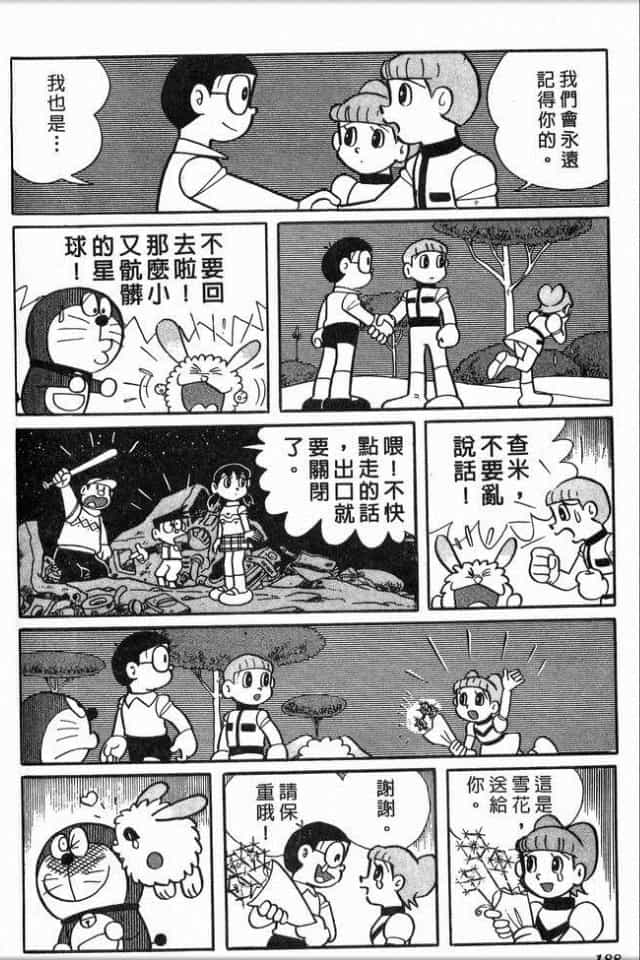 我們會永遠
記得你的。
我也是…
不要回
去啦！
那麼小
又骯髒
的星
球！
喂！不快
點走的話
，出口就
要關閉
了。
查米，
不要亂
說話！
這是
雪花，
送給
你。
謝謝。
請保
重哦！
188